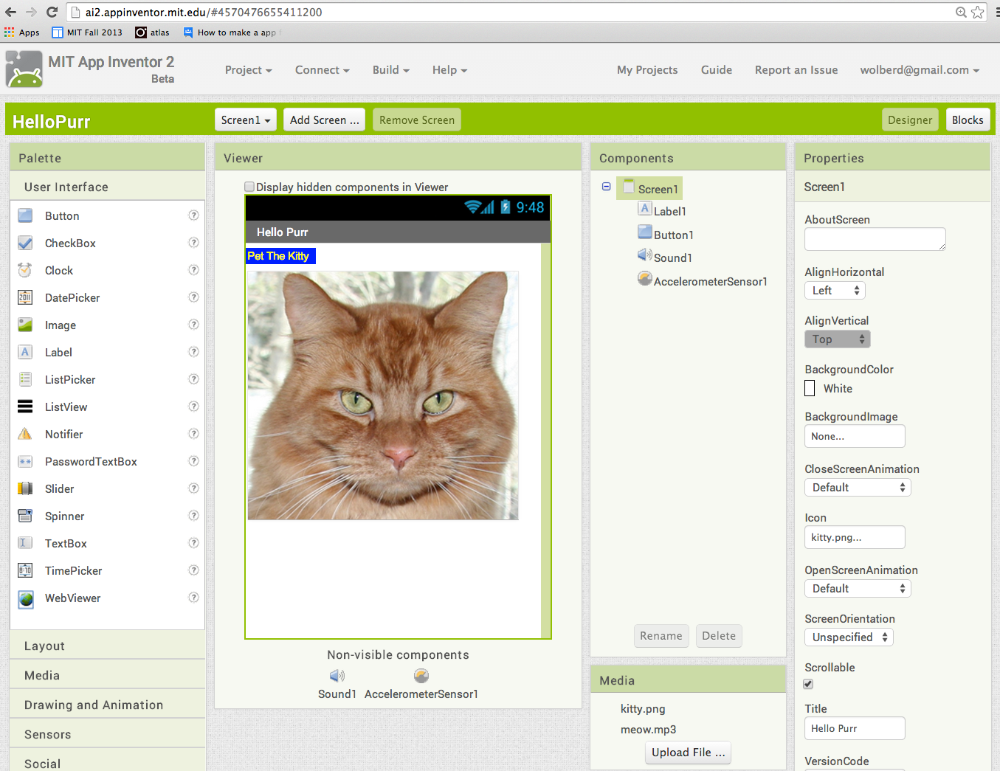 ai2.appinventor.mit.edu/#4570476655411200
Apps MIT Fall 2013 atlas How to make a app
MIT App Inventor 2
Beta
Project Connect Build Help My Projects Guide Report an Issue wolberd@gmail.com
HelloPurr Screen1 Add Screen ... Remove Screen Designer Blocks
Palette
User Interface
Button ?
CheckBox ?
Clock ?
2011 DatePicker ?
Image ?
A Label ?
ListPicker ?
ListView ?
Notifier ?
PasswordTextBox ?
Slider ?
Spinner ?
TextBox ?
8:10 TimePicker ?
WebViewer ?
Layout
Media
Drawing and Animation
Sensors
Social
Viewer
Display hidden components in Viewer
9:48
Hello Purr
Pet The Kitty
Non-visible components
Sound1 AccelerometerSensor1
Components
Screen1
A Label1
Button1
Sound1
AccelerometerSensor1
Rename Delete
Media
kitty.png
meow.mp3
Upload File ...
Properties
Screen1
AboutScreen
AlignHorizontal
Left
AlignVertical
Top
BackgroundColor
White
BackgroundImage
None...
CloseScreenAnimation
Default
Icon
kitty.png...
OpenScreenAnimation
Default
ScreenOrientation
Unspecified
Scrollable
Title
Hello Purr
VersionCode